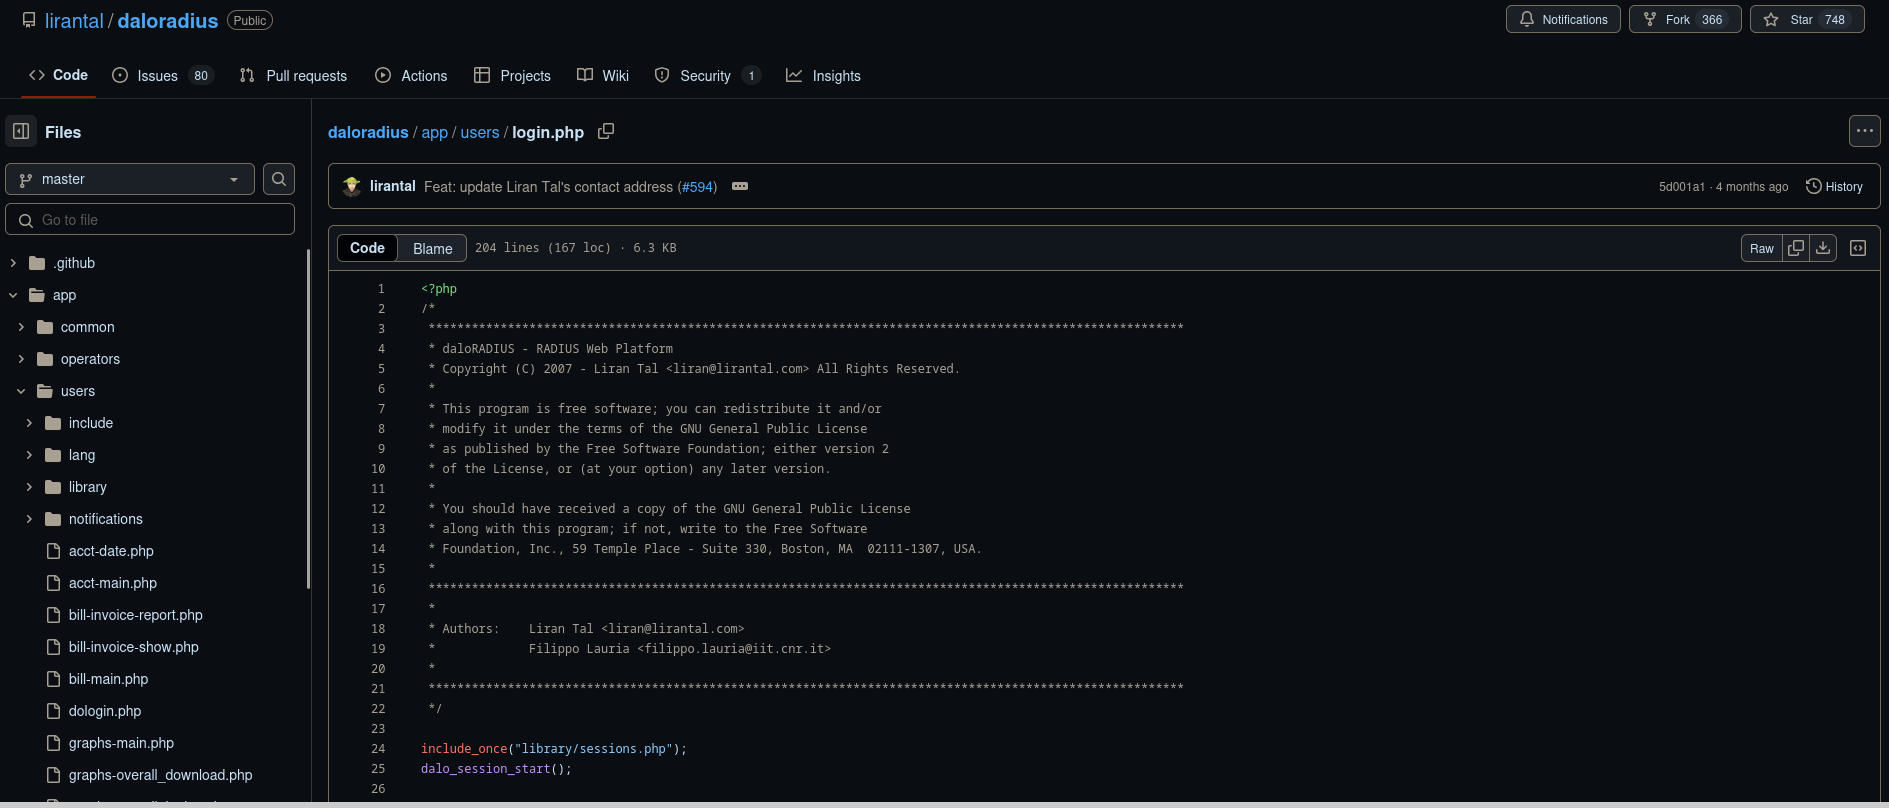 lirantal / daloradius Public
Notifications Fork 366 Star 748
Code Issues 80 Pull requests Actions Projects Wiki Security 1 Insights
Files
master
Go to file
.github
app
common
operators
users
include
lang
library
notifications
acct-date.php
acct-main.php
bill-invoice-report.php
bill-invoice-show.php
bill-main.php
dologin.php
graphs-main.php
graphs-overall_download.php
daloradius / app / users / login.php
lirantal Feat: update Liran Tal's contact address (#594) 5d001a1 · 4 months ago History
Code Blame 204 lines (167 loc) · 6.3 KB Raw
1 <?php
2 /*
3 *********************************************************************************************************
4 * daloRADIUS - RADIUS Web Platform
5 * Copyright (C) 2007 - Liran Tal <liran@lirantal.com> All Rights Reserved.
6 *
7 * This program is free software; you can redistribute it and/or
8 * modify it under the terms of the GNU General Public License
9 * as published by the Free Software Foundation; either version 2
10 * of the License, or (at your option) any later version.
11 *
12 * You should have received a copy of the GNU General Public License
13 * along with this program; if not, write to the Free Software
14 * Foundation, Inc., 59 Temple Place - Suite 330, Boston, MA  02111-1307, USA.
15 *
16 *********************************************************************************************************
17 *
18 * Authors:    Liran Tal <liran@lirantal.com>
19 *             Filippo Lauria <filippo.lauria@iit.cnr.it>
20 *
21 *********************************************************************************************************
22 */
23
24 include_once("library/sessions.php");
25 dalo_session_start();
26